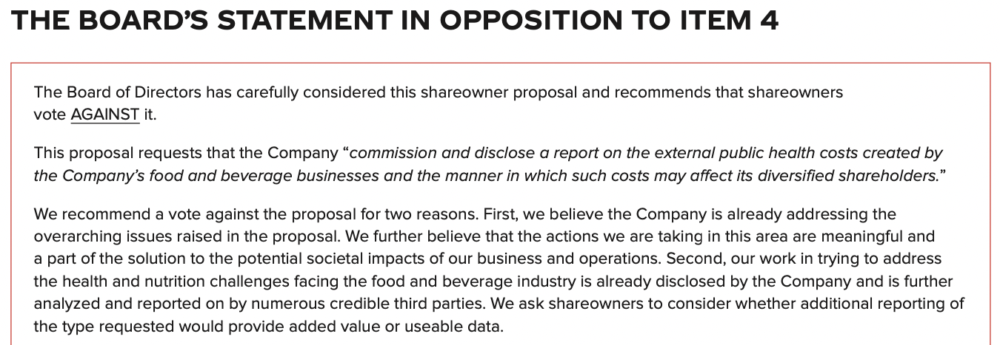 THE BOARD’S STATEMENT IN OPPOSITION TO ITEM 4
The Board of Directors has carefully considered this shareowner proposal and recommends that shareowners
vote AGAINST it.
This proposal requests that the Company “commission and disclose a report on the external public health costs created by
the Company’s food and beverage businesses and the manner in which such costs may affect its diversified shareholders.”
We recommend a vote against the proposal for two reasons. First, we believe the Company is already addressing the
overarching issues raised in the proposal. We further believe that the actions we are taking in this area are meaningful and
a part of the solution to the potential societal impacts of our business and operations. Second, our work in trying to address
the health and nutrition challenges facing the food and beverage industry is already disclosed by the Company and is further
analyzed and reported on by numerous credible third parties. We ask shareowners to consider whether additional reporting of
the type requested would provide added value or useable data.